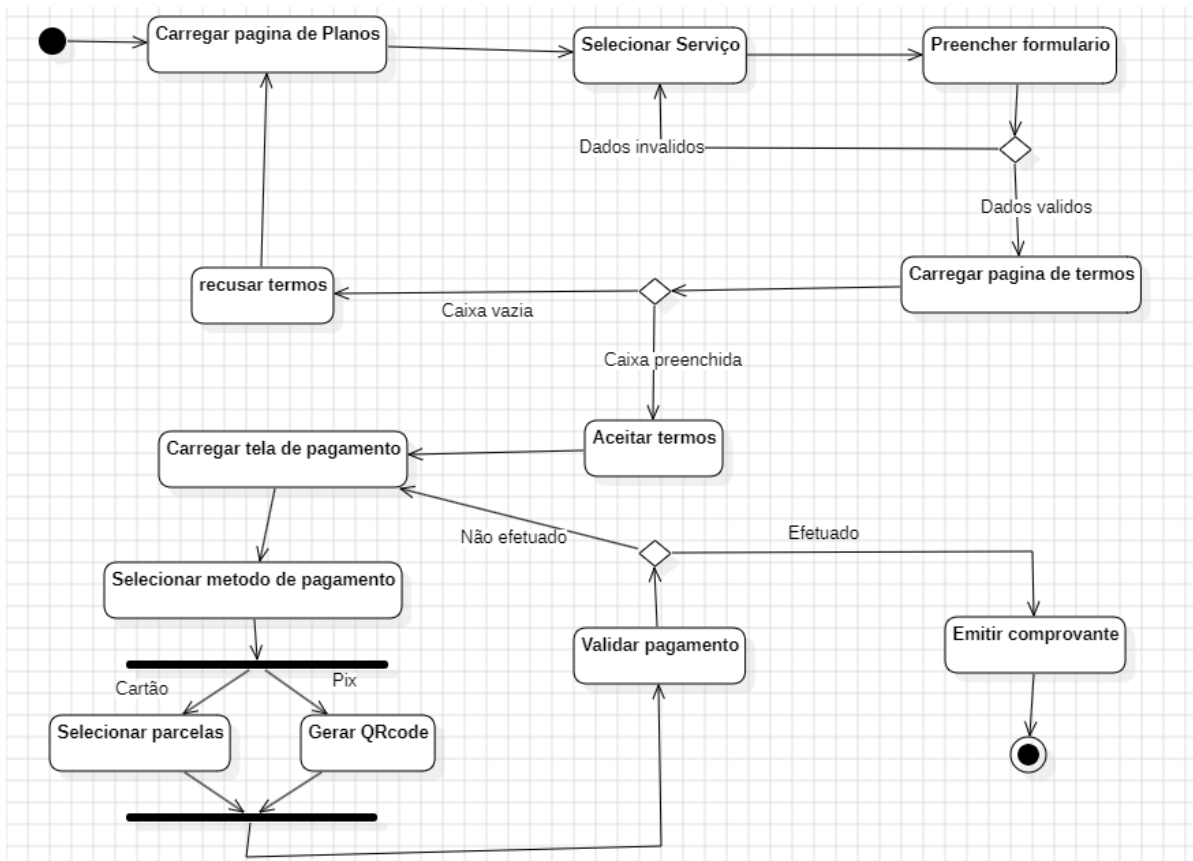 Carregar pagina de Planos
Selecionar Serviço
Preencher formulario
Dados invalidos
Dados validos
Carregar pagina de termos
recusar termos
Caixa vazia
Caixa preenchida
Aceitar termos
Carregar tela de pagamento
Não efetuado
Efetuado
Selecionar metodo de pagamento
Emitir comprovante
Validar pagamento
Cartão
Pix
Selecionar parcelas
Gerar QRcode